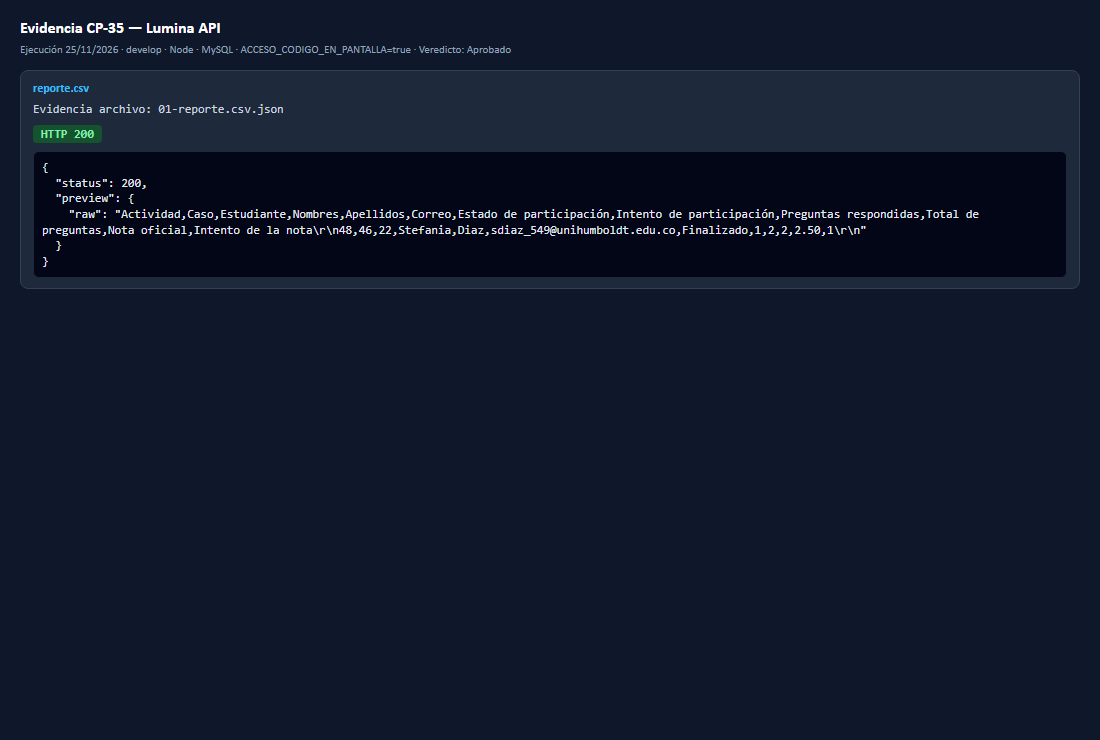 Evidencia CP-35 — Lumina API
Ejecución 25/11/2026 · develop · Node · MySQL · ACCESO_CODIGO_EN_PANTALLA=true · Veredicto: Aprobado
reporte.csv
Evidencia archivo: 01-reporte.csv.json
HTTP 200
{
  "status": 200,
  "preview": {
    "raw": "Actividad,Caso,Estudiante,Nombres,Apellidos,Correo,Estado de participación,Intento de participación,Preguntas respondidas,Total de
preguntas,Nota oficial,Intento de la nota\r\n48,46,22,Stefania,Diaz,sdiaz_549@unihumboldt.edu.co,Finalizado,1,2,2,2.50,1\r\n"
  }
}